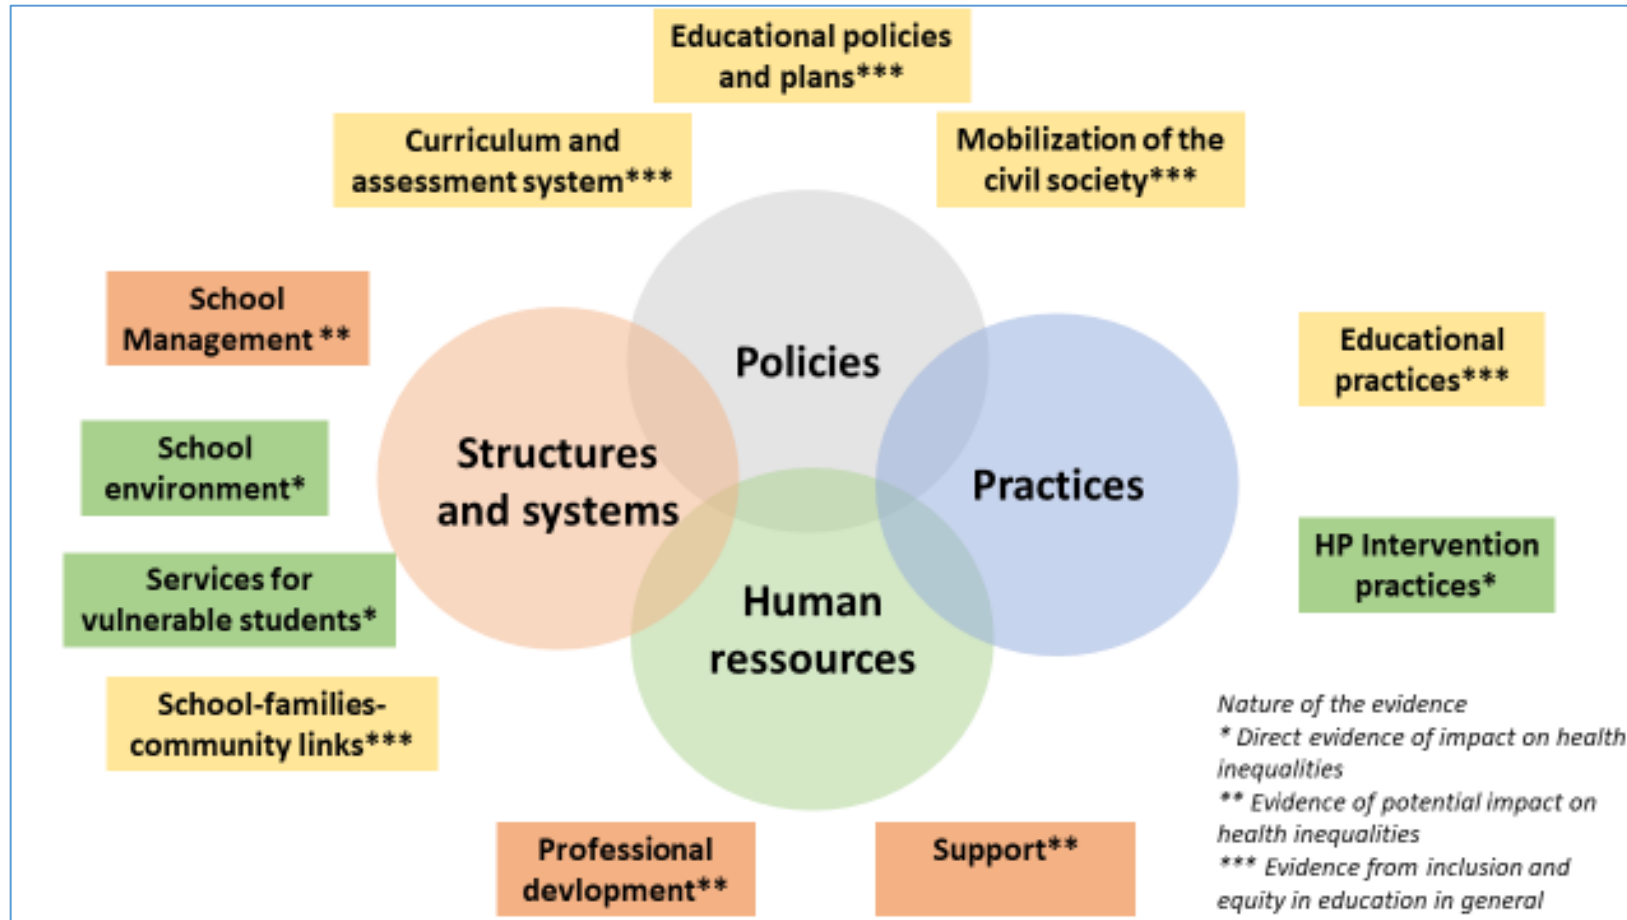 Educational policies
and plans***
Curriculum and
assessment system***
Mobilization of the
civil society***
School
Management **
Policies
Educational
practices***
School
environment*
Structures
and systems
Practices
HP Intervention
practices*
Services for
vulnerable students*
Human
ressources
School-families-
community links***
Professional
devlopment**
Support**
Nature of the evidence
* Direct evidence of impact on health
inequalities
** Evidence of potential impact on
health inequalities
*** Evidence from inclusion and
equity in education in general